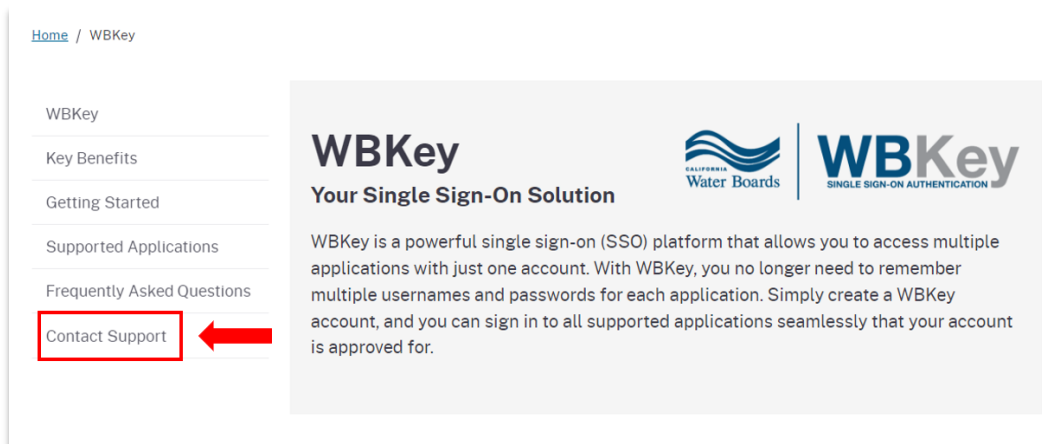 Home / WBKey
WBKey
Key Benefits
Getting Started
Supported Applications
Frequently Asked Questions
Contact Support
WBKey
Your Single Sign-On Solution
CALIFORNIA
Water Boards
WBKey
SINGLE SIGN-ON AUTHENTICATION
WBKey is a powerful single sign-on (SSO) platform that allows you to access multiple
applications with just one account. With WBKey, you no longer need to remember
multiple usernames and passwords for each application. Simply create a WBKey
account, and you can sign in to all supported applications seamlessly that your account
is approved for.